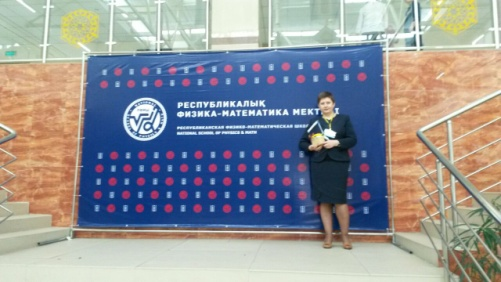 РЕСПУБЛИКАЛЫҚ
ФИЗИКА-МАТЕМАТИКА
РЕСПУБЛИКАНСКАЯ ФИЗИКО-МАТЕМАТИЧЕСКАЯ
NATIONAL SCHOOL OF PHYSICS & MATH